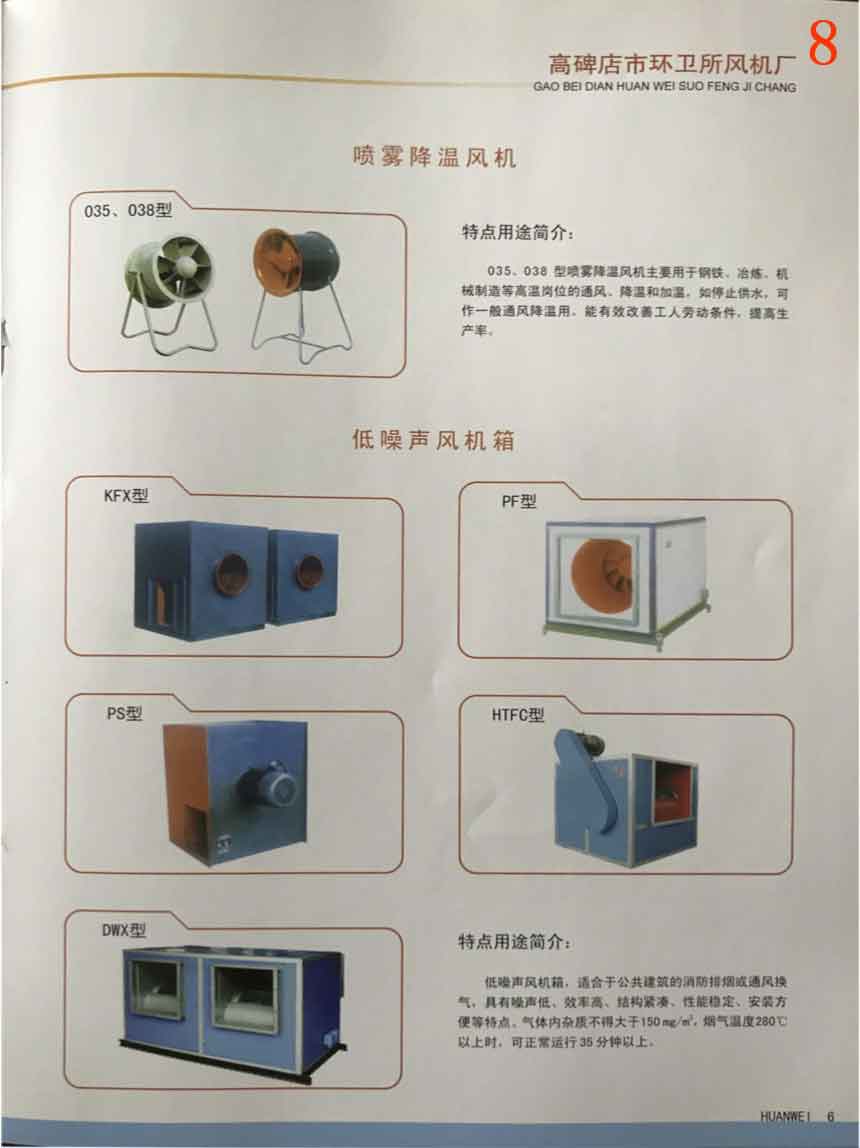 8
高碑店市环卫所风机厂
GAO BEI DIAN HUAN WEI SUO FENG JI CHANG
喷雾降温风机
035、038型
特点用途简介：
035、038 型喷雾降温风机主要用于钢铁、冶炼、机
械制造等高温岗位的通风、降温和加温。如停止供水，可
作一般通风降温用。能有效改善工人劳动条件，提高生
产率。
低噪声风机箱
KFX型
PF型
PS型
HTFC型
DWX型
特点用途简介：
低噪声风机箱，适合于公共建筑的消防排烟或通风换
气，具有噪声低、效率高、结构紧凑、性能稳定、安装方
便等特点。气体内杂质不得大于150mg/m³，烟气温度280℃
以上时，可正常运行35分钟以上。
HUANWEI 6